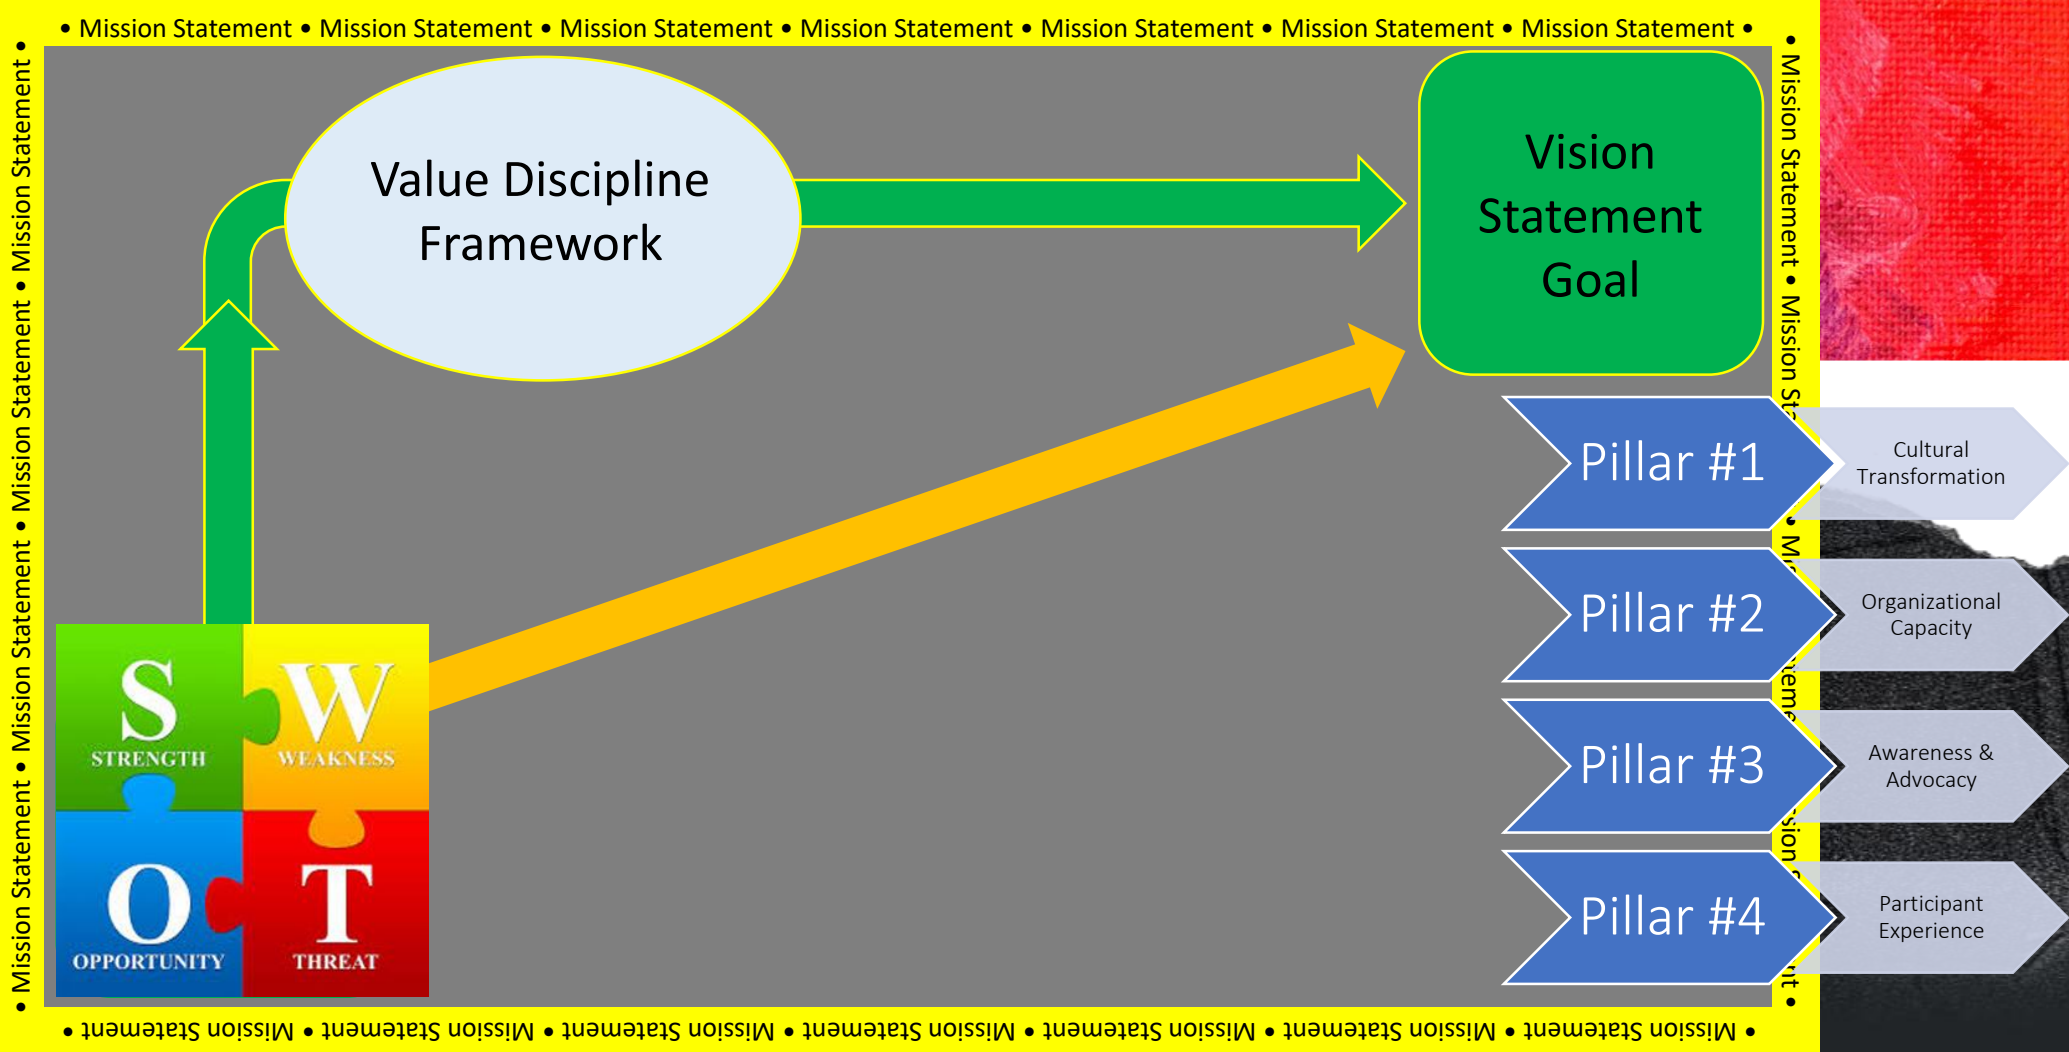 • Mission Statement • Mission Statement • Mission Statement • Mission Statement • Mission Statement • Mission Statement • Mission Statement •
• Mission Statement • Mission Statement • Mission Statement • Mission Statement •
• Mission Statement • Mission
Value Discipline
Framework
Vision
Statement
Goal
Pillar #1
Cultural
Transformation
Pillar #2
Organizational
Capacity
S
STRENGTH
W
WEAKNESS
Pillar #3
Awareness &
Advocacy
O
OPPORTUNITY
T
THREAT
Pillar #4
Participant
Experience
• Mission Statement • Mission Statement • Mission Statement • Mission Statement • Mission Statement • Mission Statement • Mission Statement •